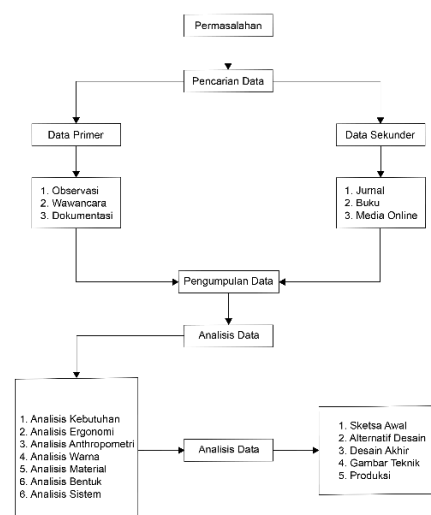 Permasalahan
Pencarian Data
Data Primer
Data Sekunder
1. Observasi
2. Wawancara
3. Dokumentasi
1. Jurnal
2. Buku
3. Media Online
Pengumpulan Data
Analisis Data
1. Analisis Kebutuhan
2. Analisis Ergonomi
3. Analisis Anthropometri
4. Analisis Warna
5. Analisis Material
6. Analisis Bentuk
6. Analisis Sistem
Analisis Data
1. Sketsa Awal
2. Alternatif Desain
3. Desain Akhir
4. Gambar Teknik
5. Produksi